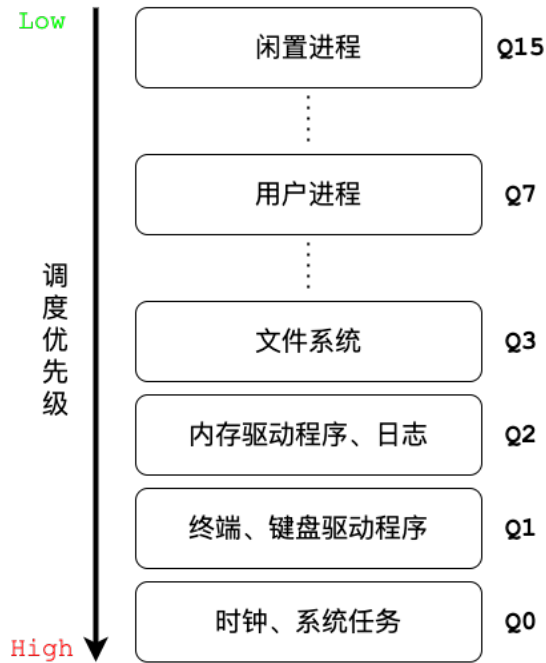 Low
闲置进程 Q15
用户进程 Q7
调度优先级
文件系统 Q3
内存驱动程序、日志 Q2
终端、键盘驱动程序 Q1
时钟、系统任务 Q0
High